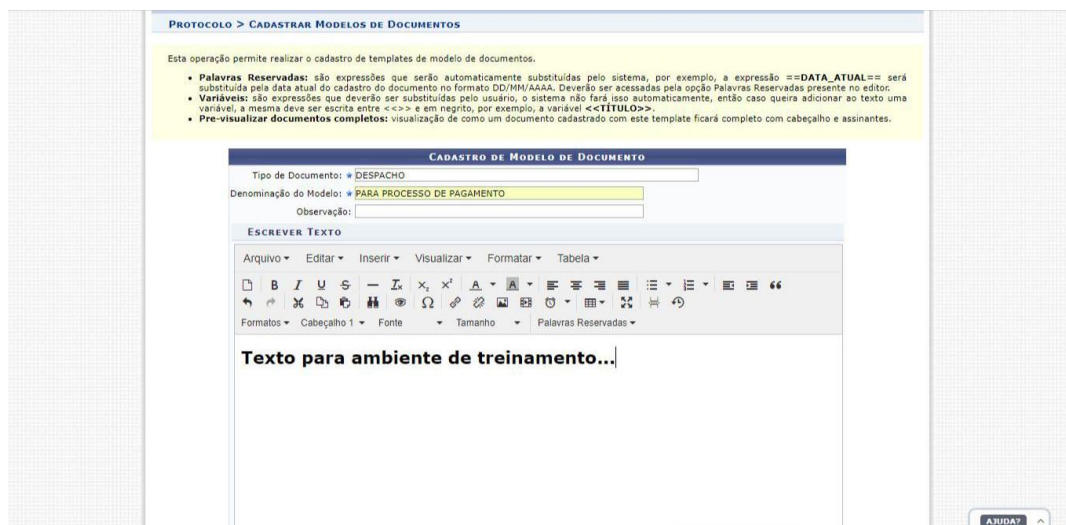 PROTOCOLO > CADASTRAR MODELOS DE DOCUMENTOS
Esta operação permite realizar o cadastro de templates de modelo de documentos.
• Palavras Reservadas: são expressões que serão automaticamente substituídas pelo sistema, por exemplo, a expressão ==DATA_ATUAL== será
substituída pela data atual do cadastro do documento no formato DD/MM/AAAA. Deverão ser acessadas pela opção Palavras Reservadas presente no editor.
• Variáveis: são expressões que deverão ser substituídas pelo usuário, o sistema não fará isso automaticamente, então caso queira adicionar ao texto uma
variável, a mesma deve ser escrita entre <<>> e em negrito, por exemplo, a variável <<TÍTULO>>.
• Pre-visualizar documentos completos: visualização de como um documento cadastrado com este template ficará completo com cabeçalho e assinantes.
CADASTRO DE MODELO DE DOCUMENTO
Tipo de Documento: DESPACHO
Denominação do Modelo: PARA PROCESSO DE PAGAMENTO
Observação:
ESCREVER TEXTO
Arquivo Editar Inserir Visualizar Formatar Tabela
Formatos Cabeçalho 1 Fonte Tamanho Palavras Reservadas
Texto para ambiente de treinamento...
AJUDA?